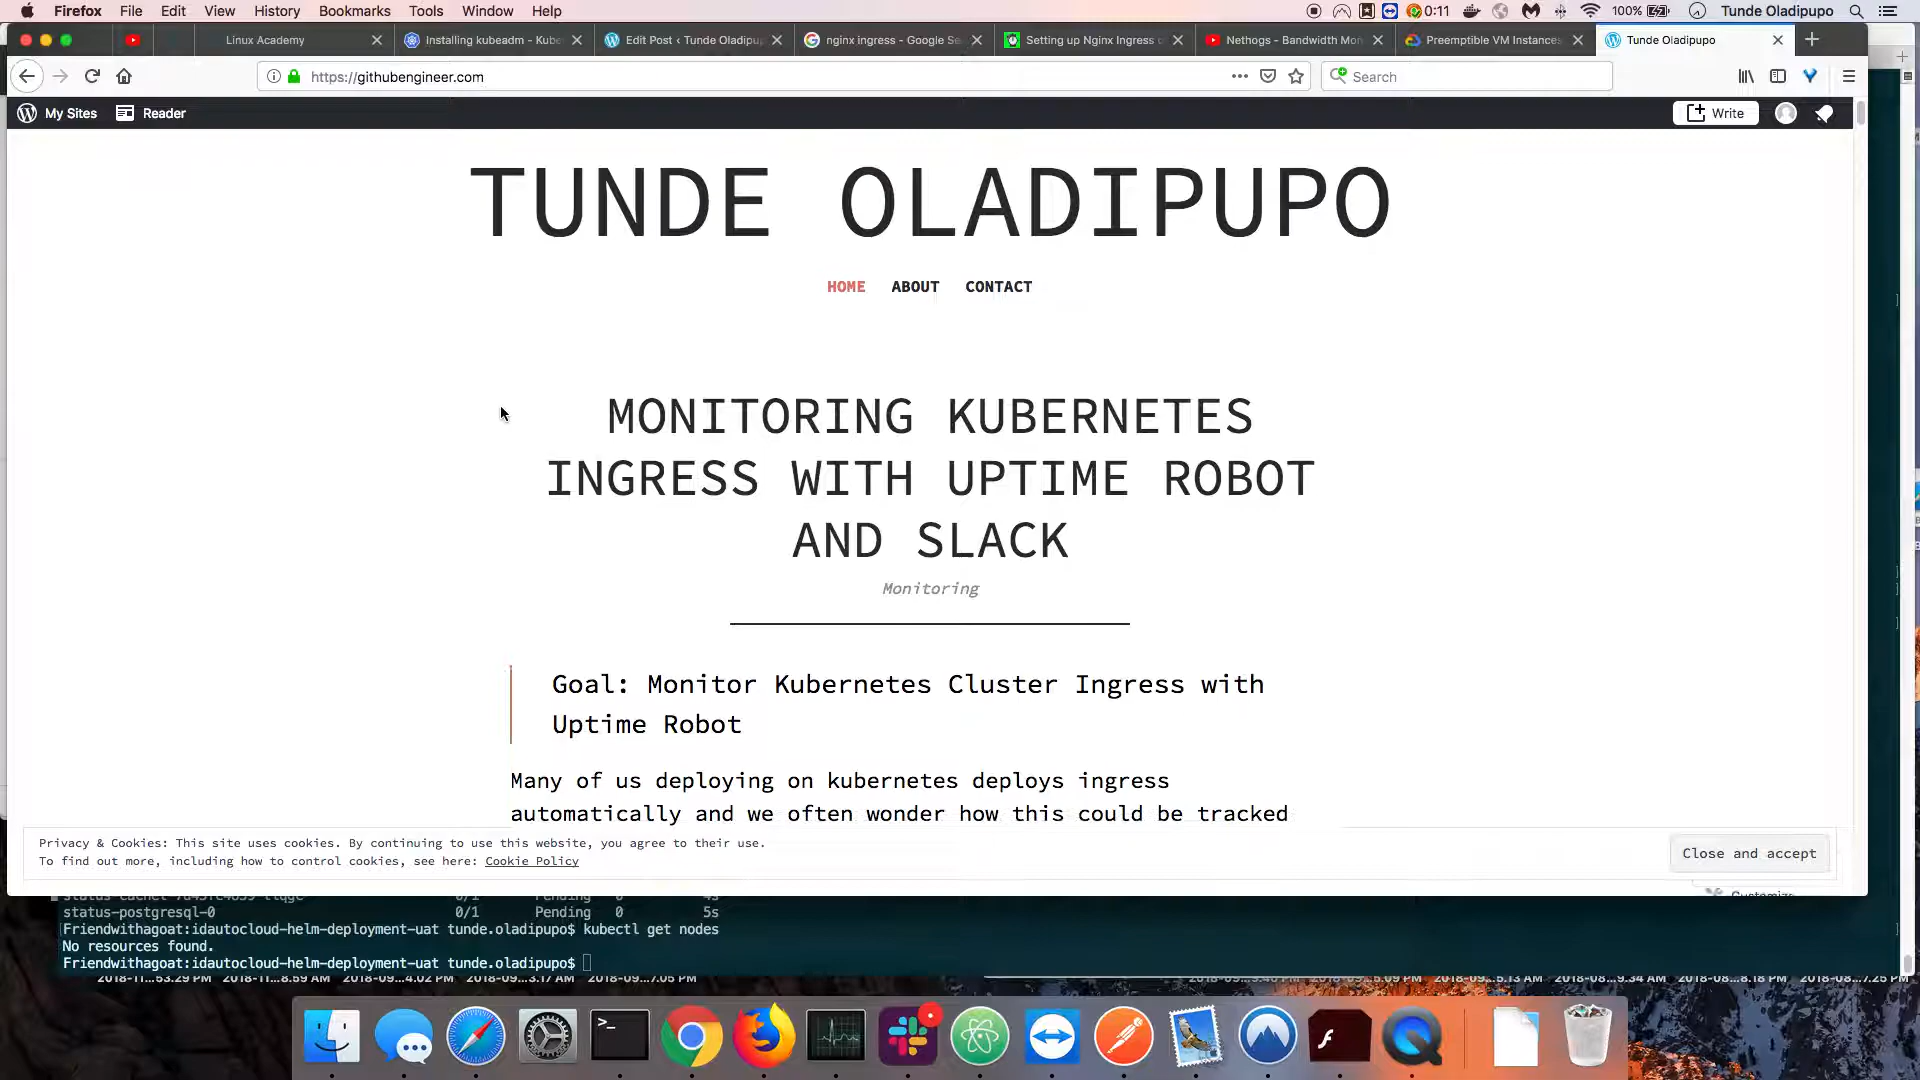 Firefox File Edit View History Bookmarks Tools Window Help 0:11 100% Tunde Oladipupo
Linux Academy Installing kubeadm - Kube Edit Post ‹ Tunde Oladipu nginx ingress - Google Se Setting up Nginx Ingress o Nethogs - Bandwidth Mon Preemptible VM Instances Tunde Oladipupo
https://githubengineer.com Search
My Sites Reader Write
TUNDE OLADIPUPO
HOME ABOUT CONTACT
MONITORING KUBERNETES
INGRESS WITH UPTIME ROBOT
AND SLACK
Monitoring
Goal: Monitor Kubernetes Cluster Ingress with
Uptime Robot
Many of us deploying on kubernetes deploys ingress
automatically and we often wonder how this could be tracked
Privacy & Cookies: This site uses cookies. By continuing to use this website, you agree to their use.
To find out more, including how to control cookies, see here: Cookie Policy
Close and accept
status-postgresql-0 0/1 Pending 0 5s
[Friendwithagoat:idautocloud-helm-deployment-uat tunde.oladipupo$ kubectl get nodes
No resources found.
Friendwithagoat:idautocloud-helm-deployment-uat tunde.oladipupo$